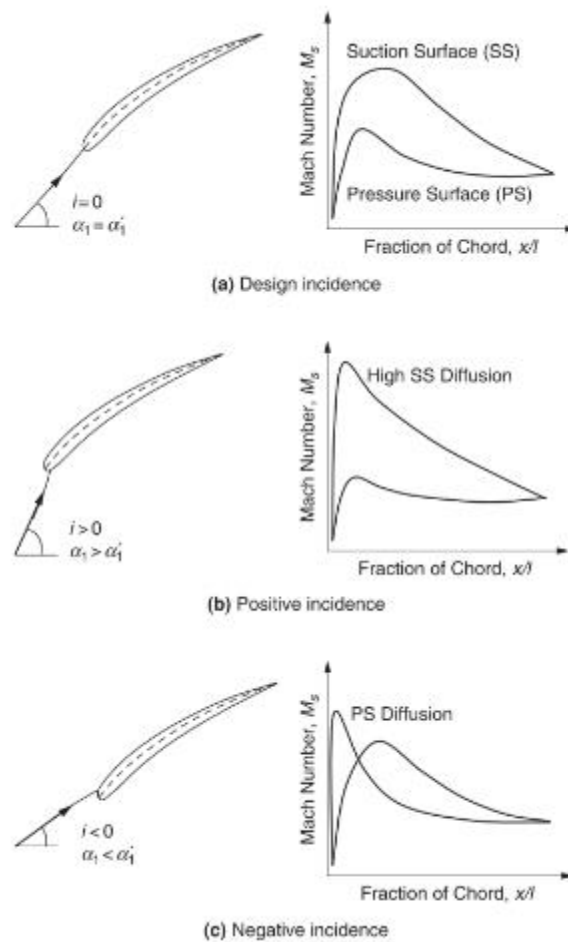 Mach Number, Mₛ
Suction Surface (SS)
Pressure Surface (PS)
i = 0
α₁ = α₁′
Fraction of Chord, x/l
(a) Design incidence
Mach Number, Mₛ
High SS Diffusion
i > 0
α₁ > α₁′
Fraction of Chord, x/l
(b) Positive incidence
Mach Number, Mₛ
PS Diffusion
i < 0
α₁ < α₁′
Fraction of Chord, x/l
(c) Negative incidence